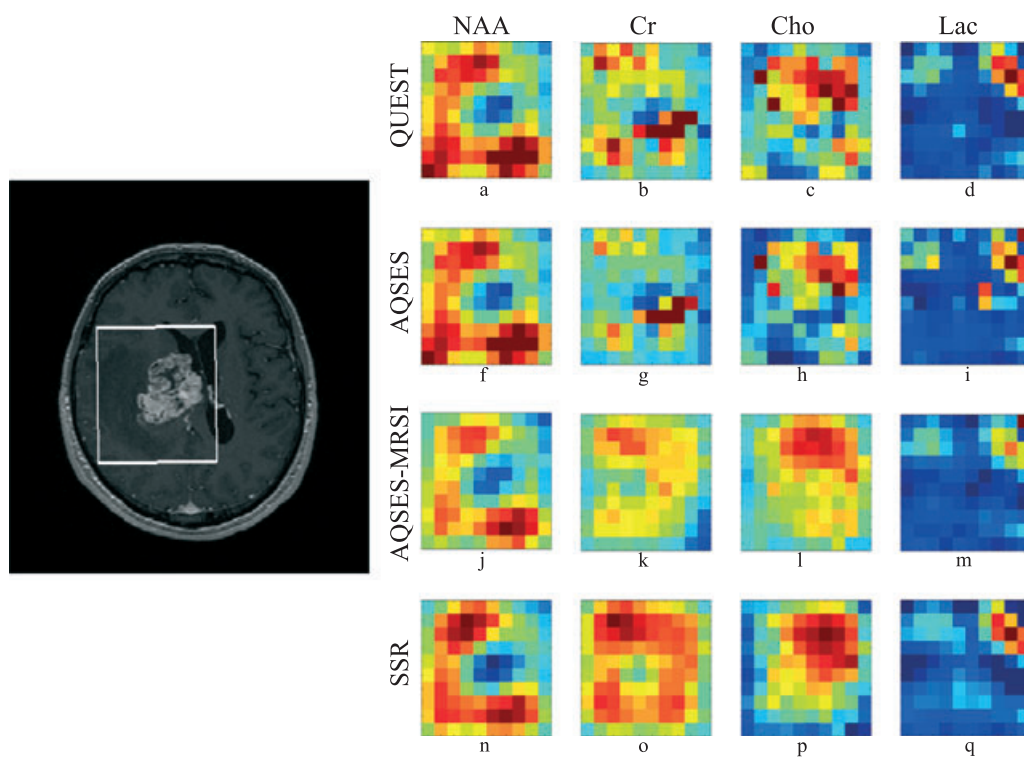 NAA Cr Cho Lac
QUEST
a b c d
AQSES
f g h i
AQSES-MRSI
j k l m
SSR
n o p q